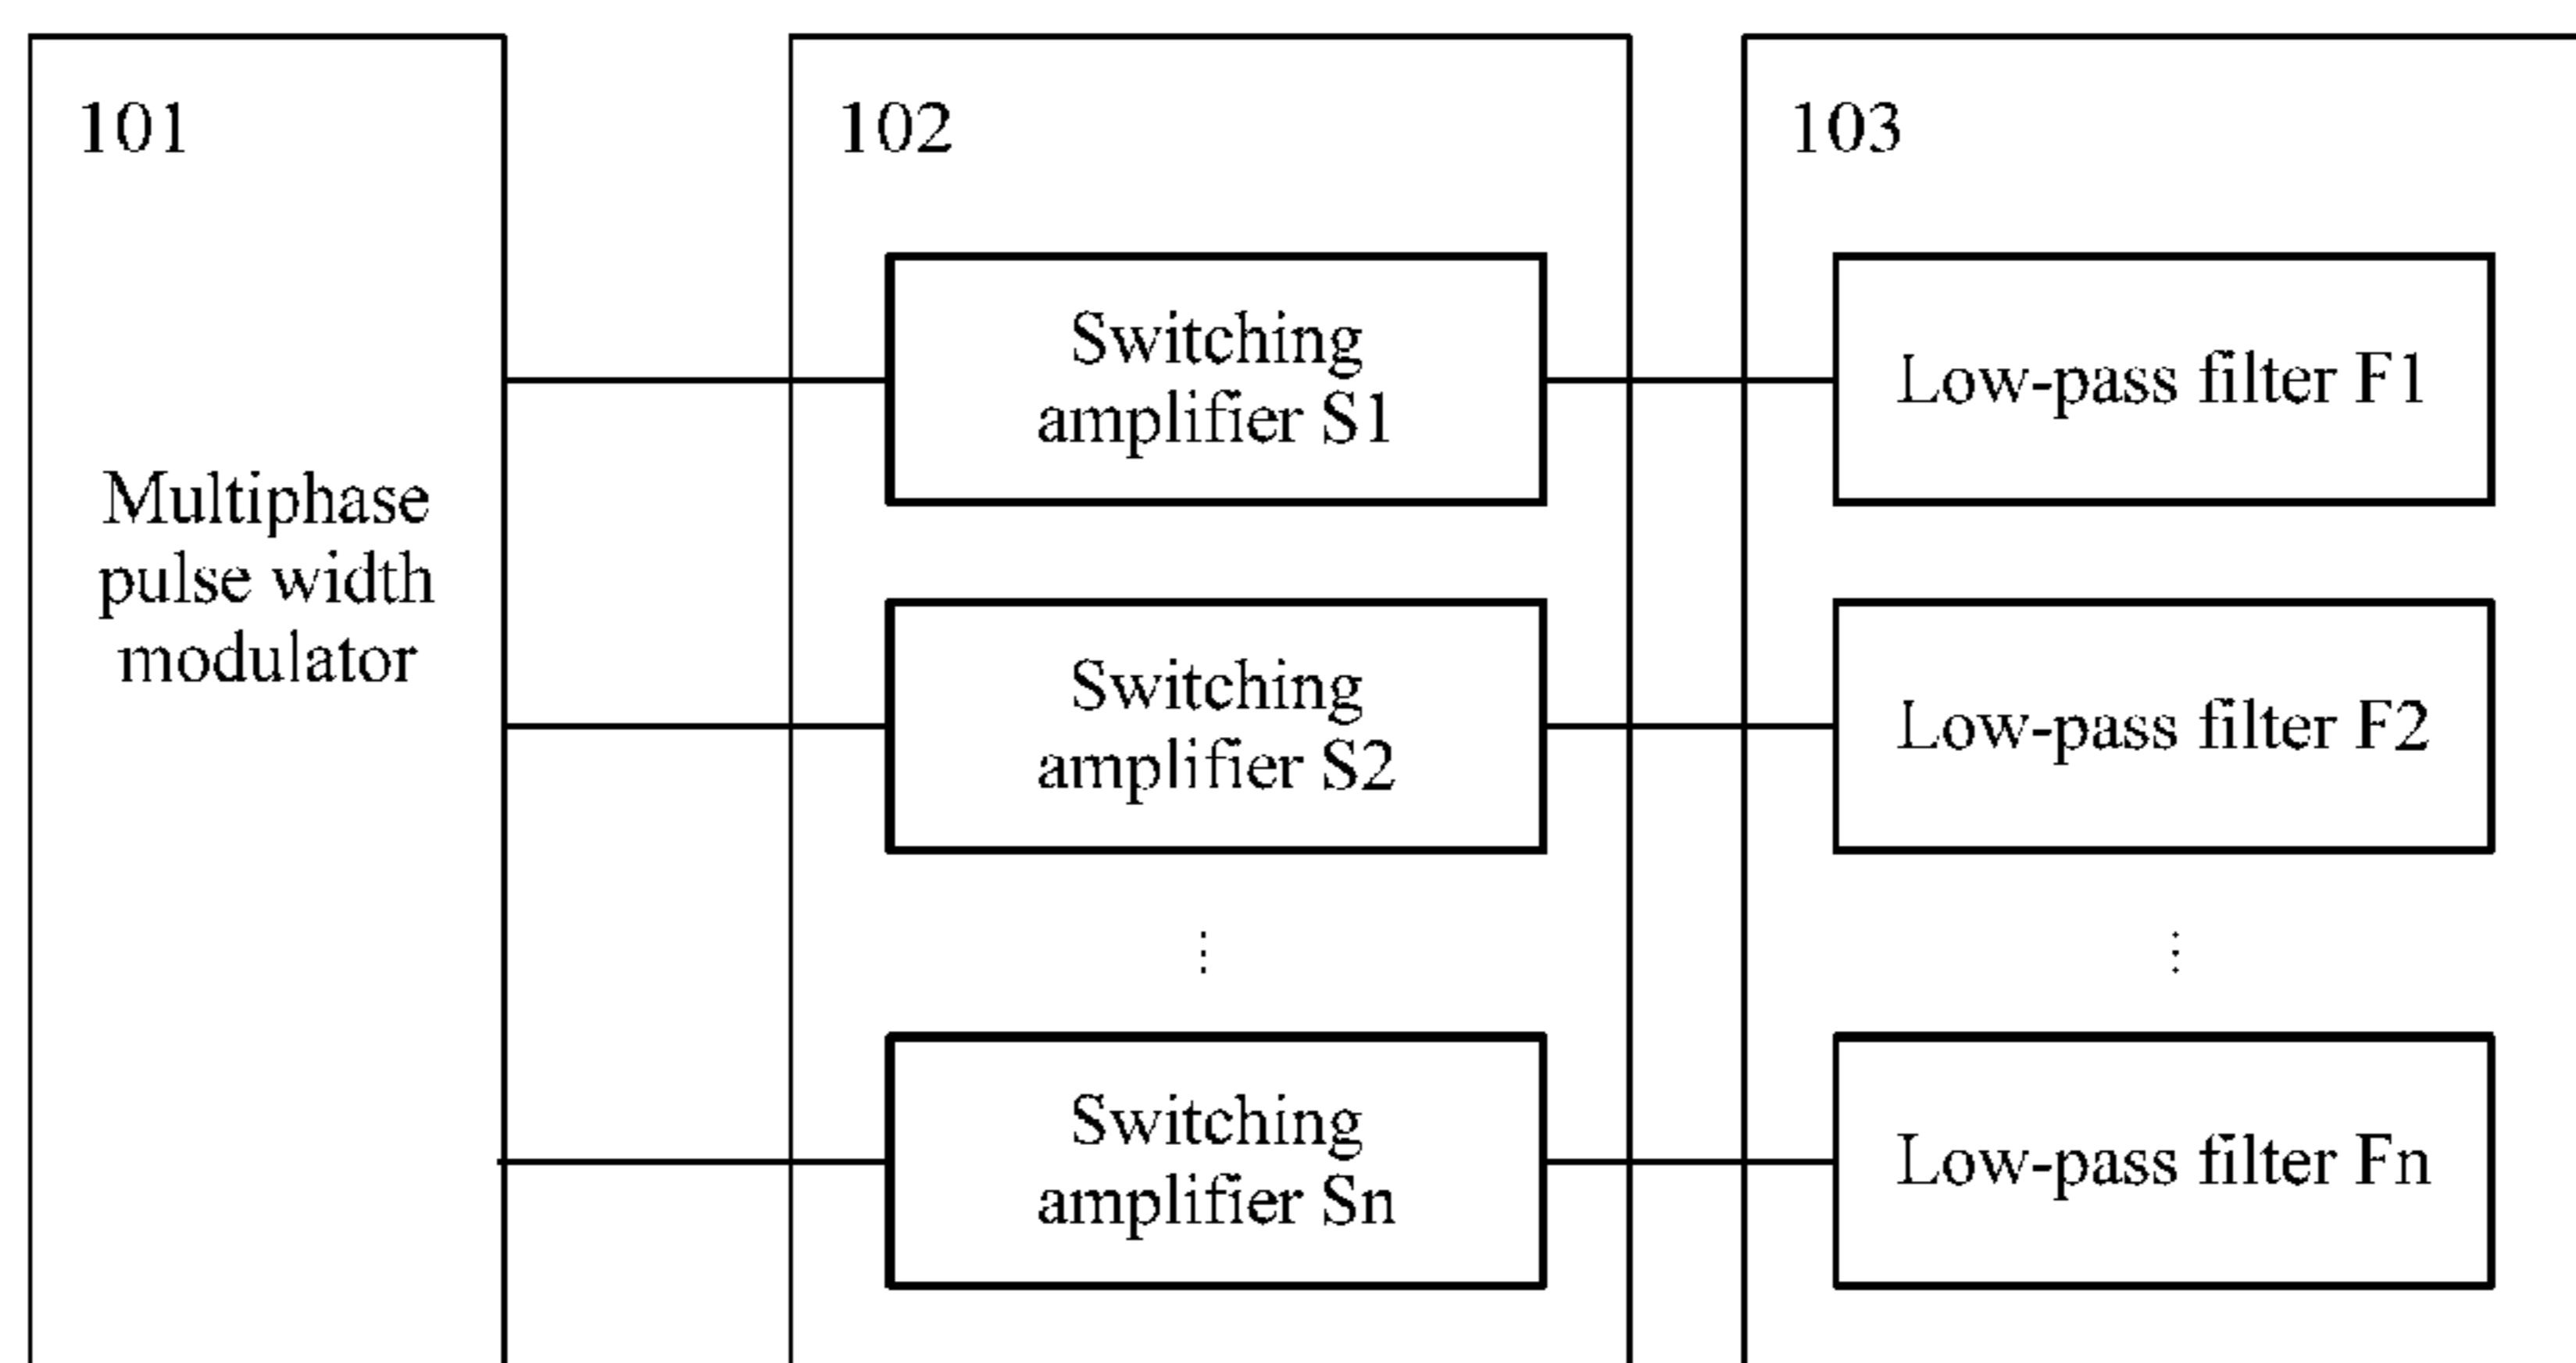 101
Multiphase
pulse width
modulator
102
Switching
amplifier S1
Switching
amplifier S2
⋮
Switching
amplifier Sn
103
Low-pass filter F1
Low-pass filter F2
⋮
Low-pass filter Fn